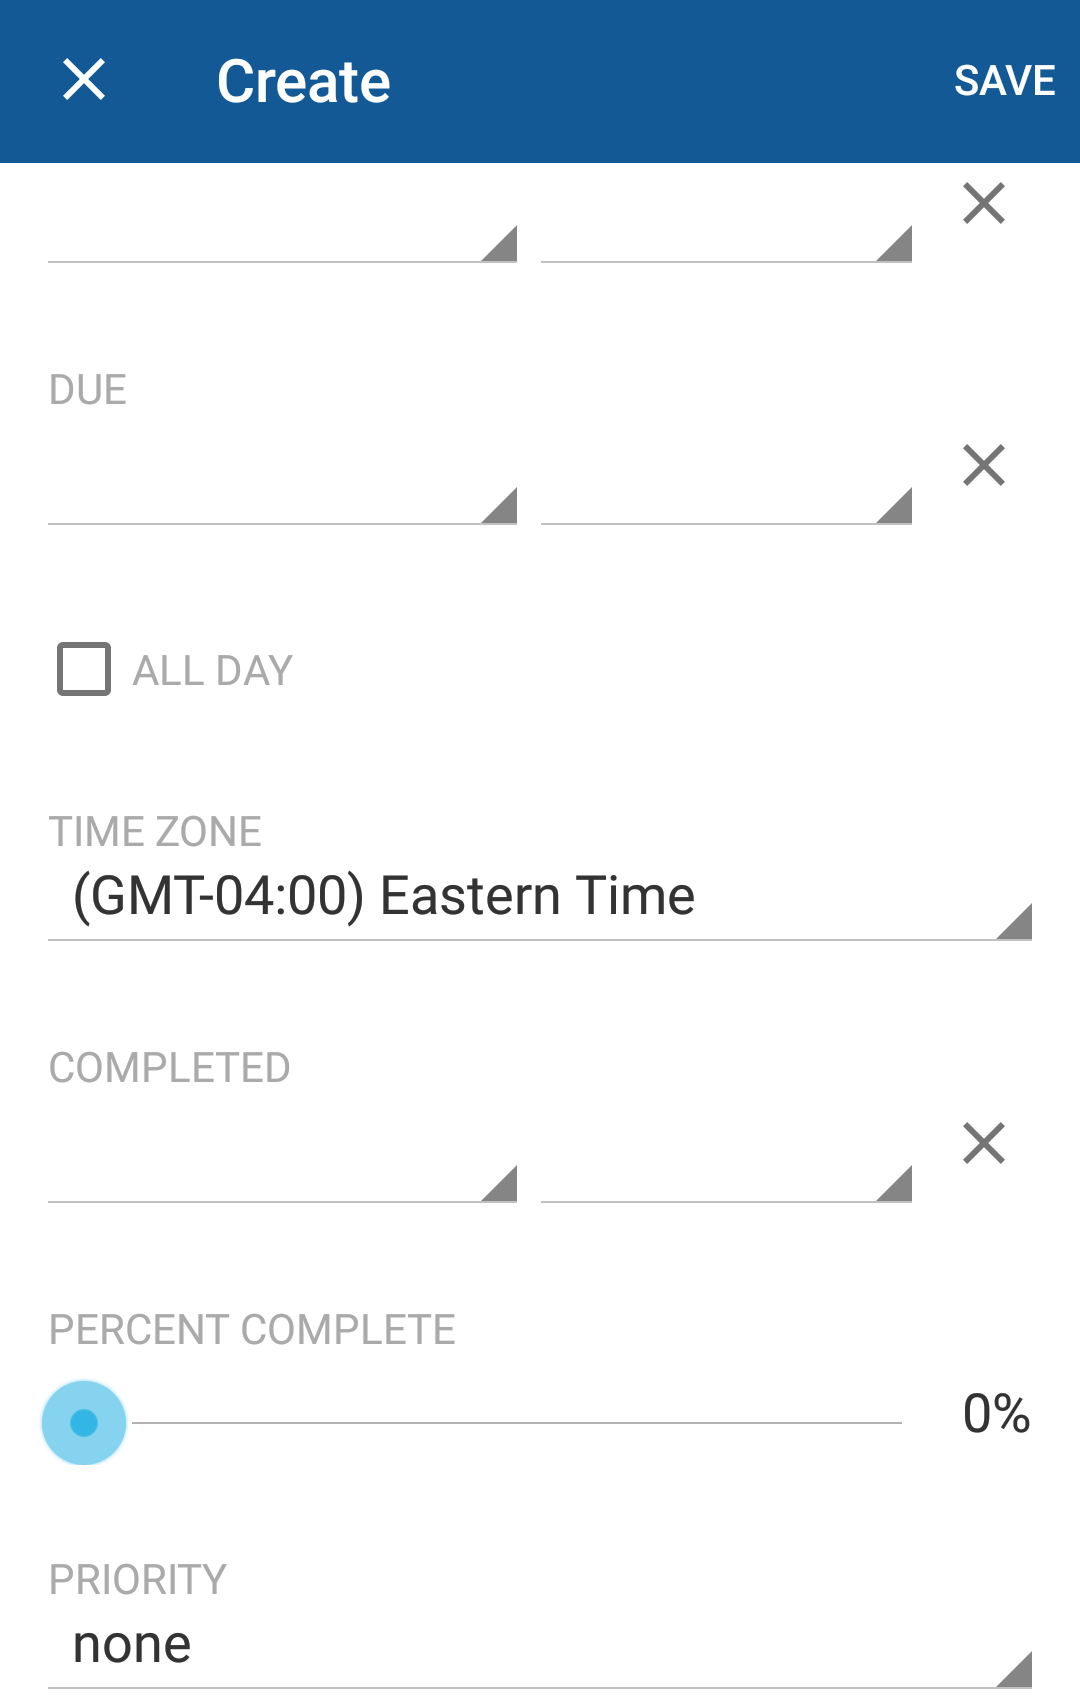 Create
SAVE
DUE
ALL DAY
TIME ZONE
(GMT-04:00) Eastern Time
COMPLETED
PERCENT COMPLETE
0%
PRIORITY
none